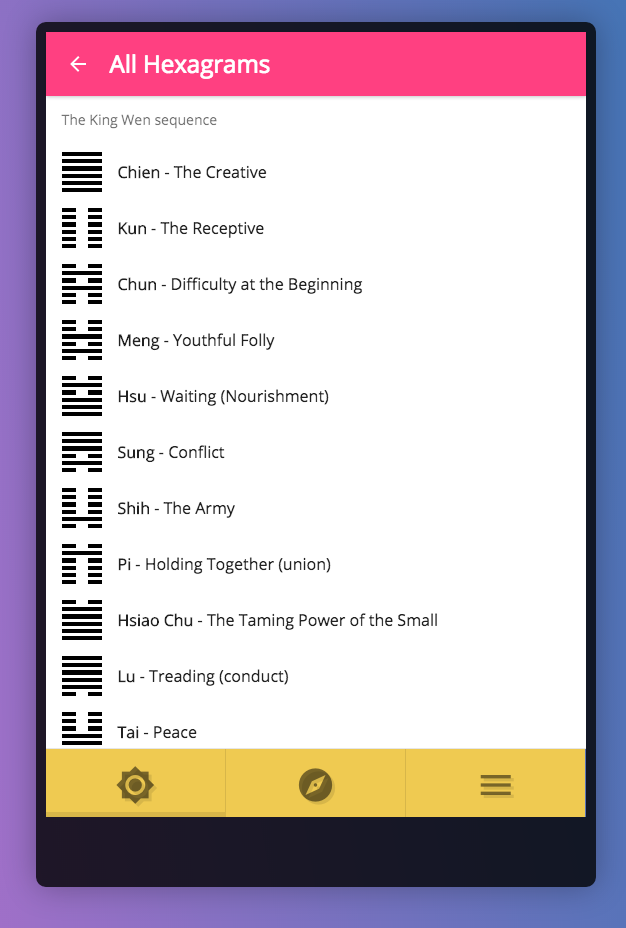 All Hexagrams
The King Wen sequence
Chien - The Creative
Kun - The Receptive
Chun - Difficulty at the Beginning
Meng - Youthful Folly
Hsu - Waiting (Nourishment)
Sung - Conflict
Shih - The Army
Pi - Holding Together (union)
Hsiao Chu - The Taming Power of the Small
Lu - Treading (conduct)
Tai - Peace